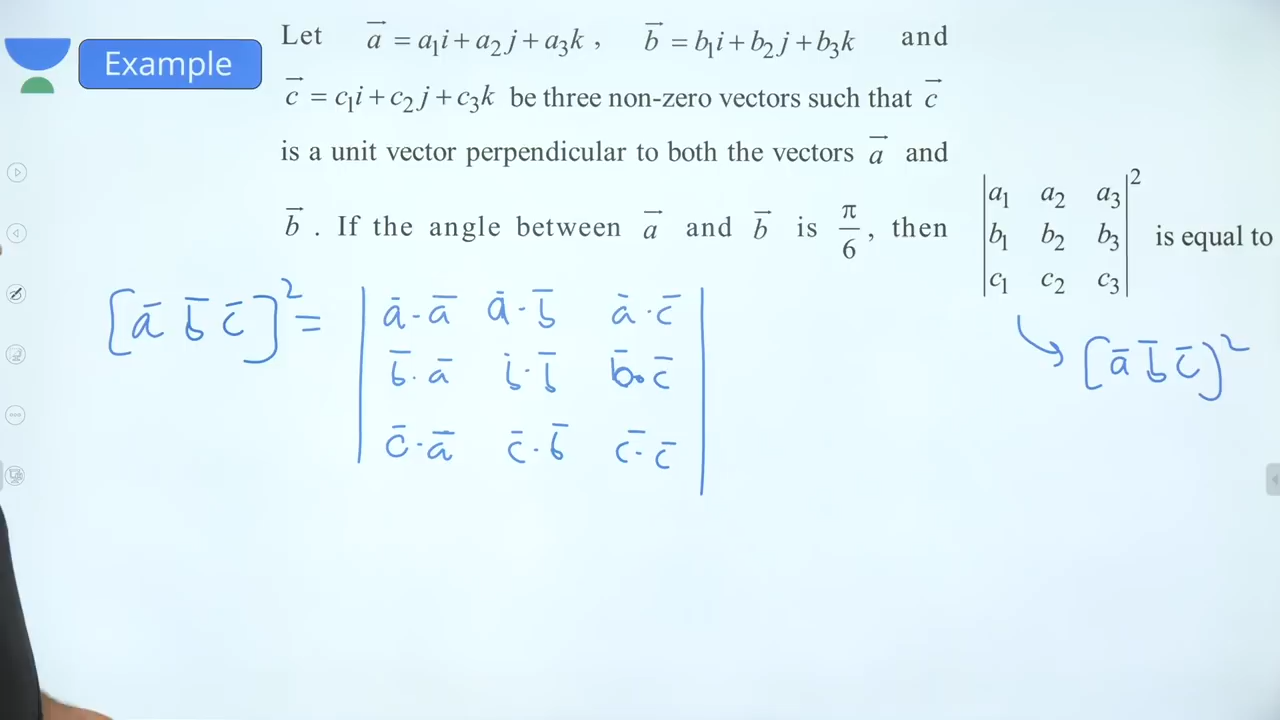 Example
Let a⃗ = a₁i + a₂j + a₃k , b⃗ = b₁i + b₂j + b₃k and
c⃗ = c₁i + c₂j + c₃k be three non-zero vectors such that c⃗
is a unit vector perpendicular to both the vectors a⃗ and
b⃗ . If the angle between a⃗ and b⃗ is π/6, then |a₁ a₂ a₃; b₁ b₂ b₃; c₁ c₂ c₃|² is equal to
[ā b̄ c̄]² = | ā·ā ā·b̄ ā·c̄
b̄·ā b̄·b̄ b̄·c̄
c̄·ā c̄·b̄ c̄·c̄ |
→ [ā b̄ c̄]²